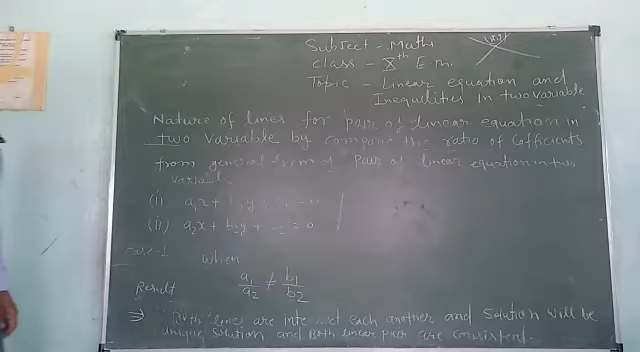 Subject - Maths
(x,y)
Class - Xth E.m.
Topic - Linear equation and
Inequlities In two variable
Nature of lines for pair of linear equation in
two variable by compair the ratio of Cofficients
from general form of Pair of linear equation in two
variable
(i) a₁x + b₁y
(ii) a₂x + b₂y + = 0
case-1 when
a₁/a₂ ≠ b₁/b₂
Result
⇒ Both lines are intersect each another and Solution will be
unique solution and Both linear pair are consistent.